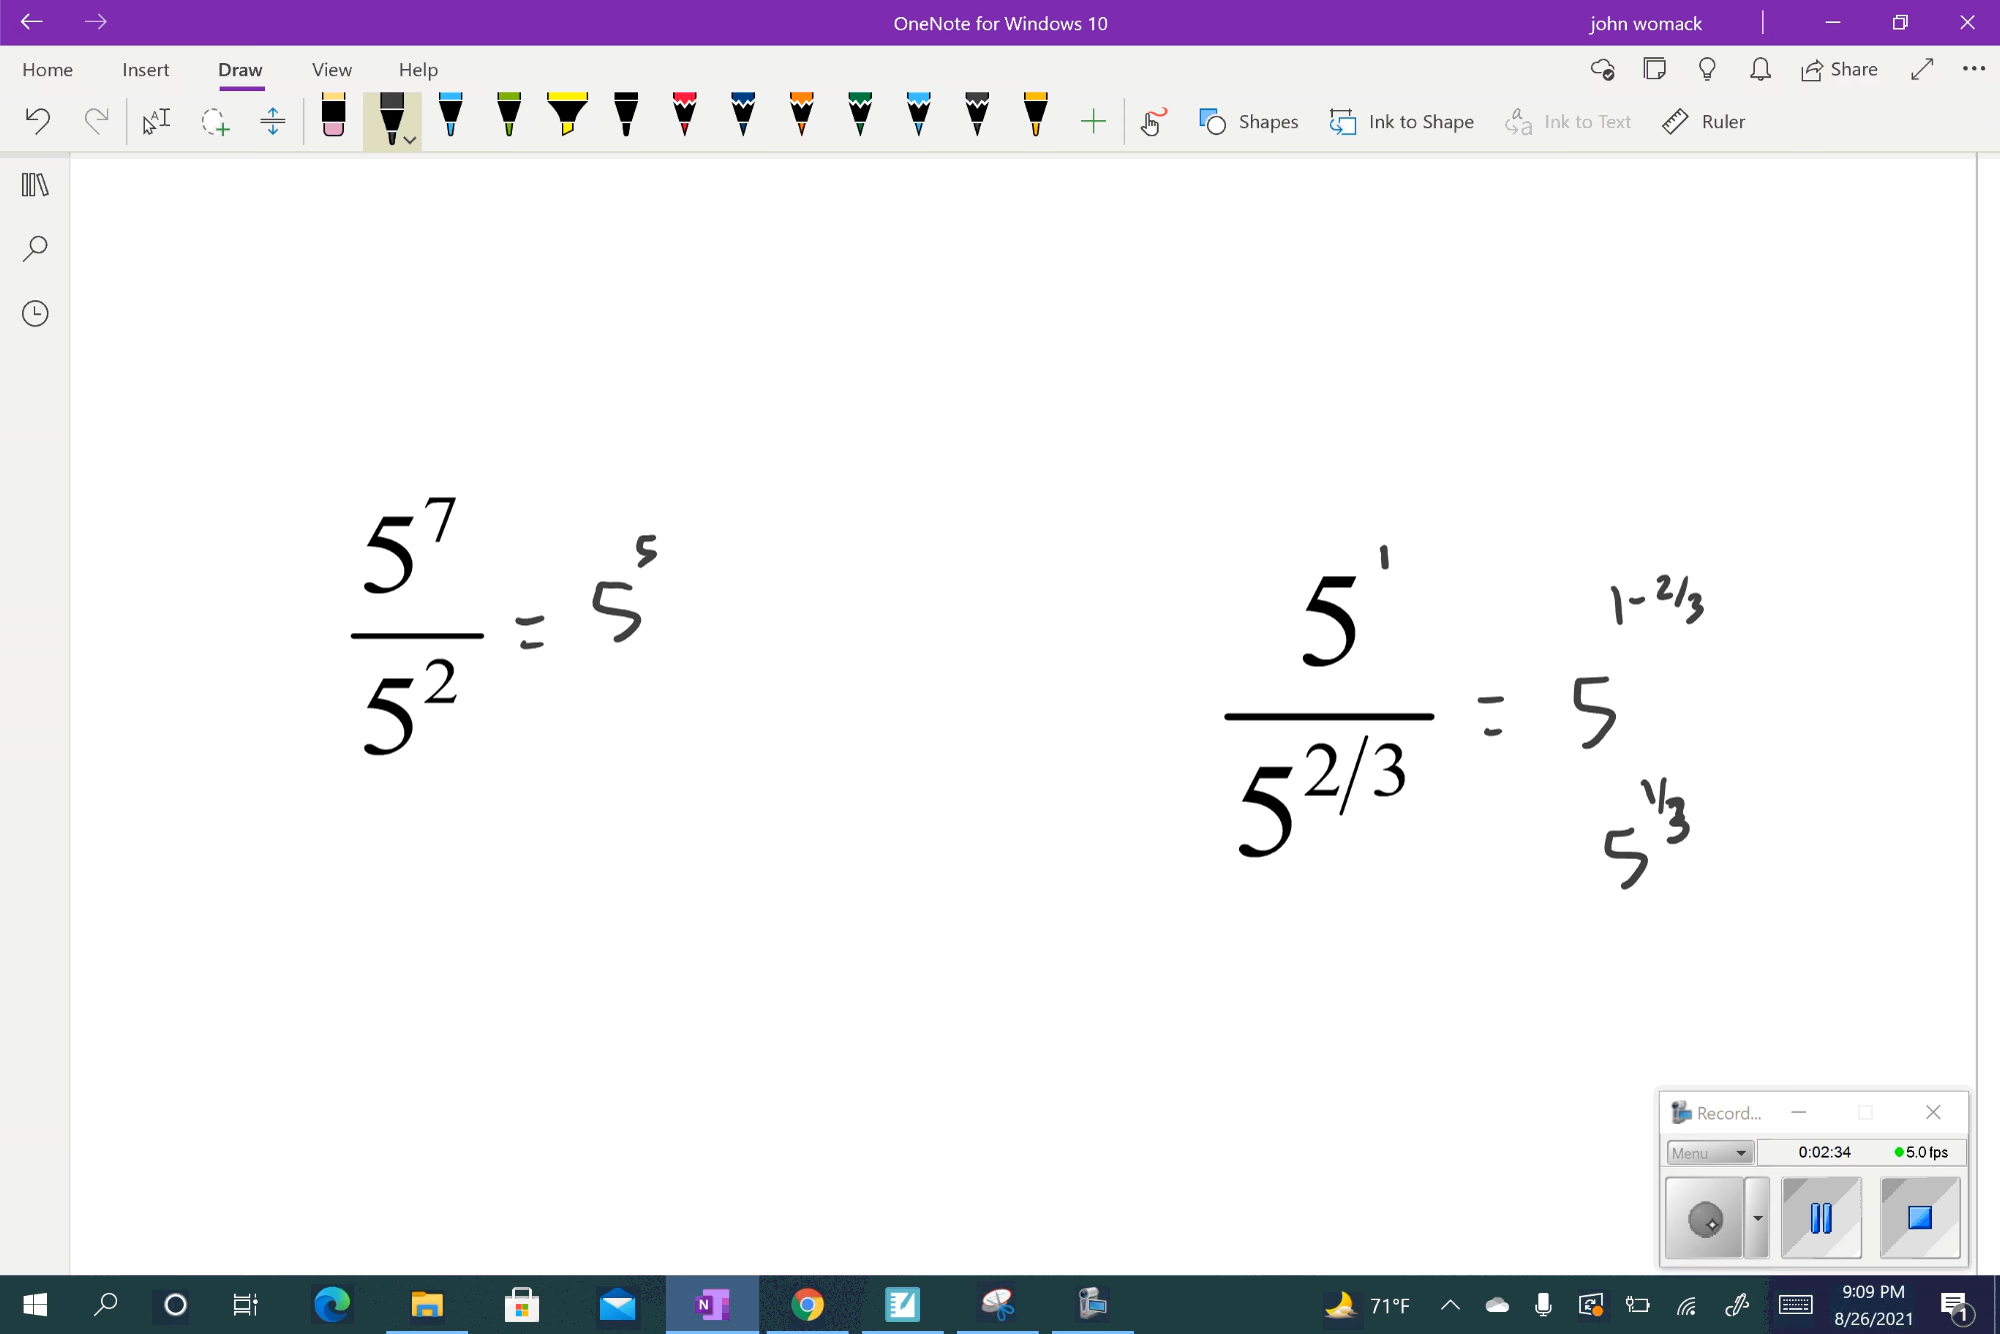 OneNote for Windows 10
john womack
Home Insert Draw View Help
Share
Shapes
Ink to Shape
Ink to Text
Ruler
5^7 / 5^2 = 5^5
5^1 / 5^2/3 = 5^1-2/3
5^1/3
Record...
Menu
0:02:34
5.0 fps
71°F
9:09 PM
8/26/2021
1